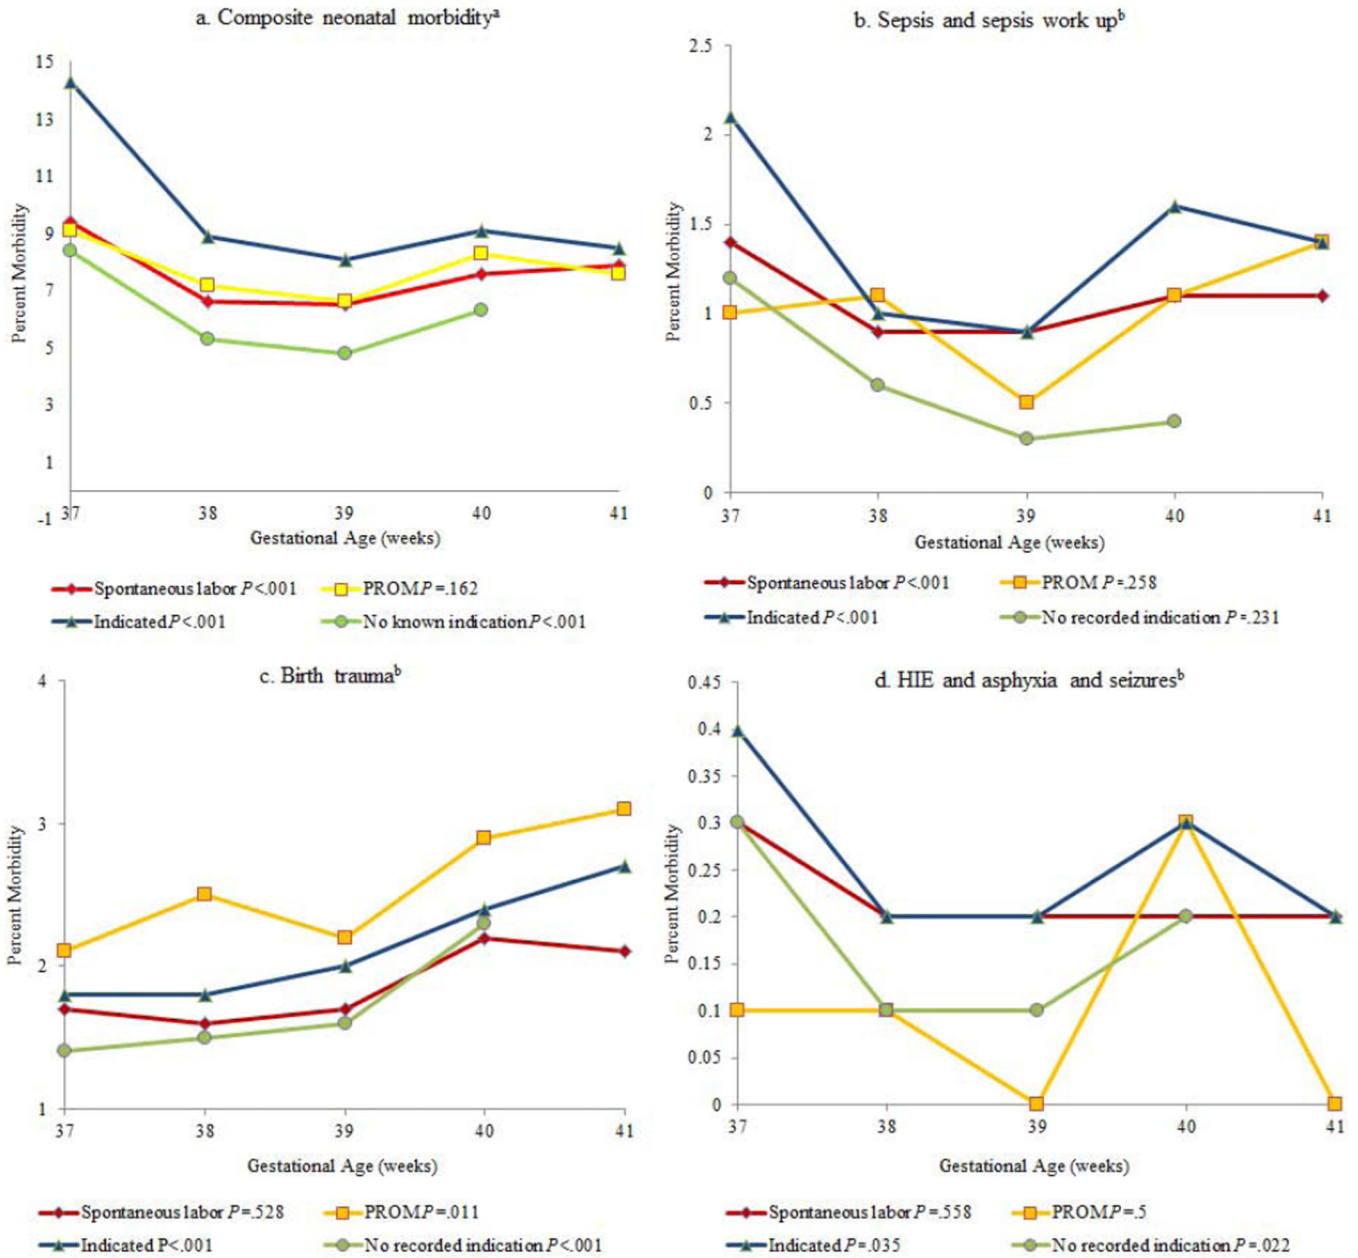 a. Composite neonatal morbidityᵃ
15
13
11
9
7
5
3
1
-1
Percent Morbidity
37 38 39 40 41
Gestational Age (weeks)
Spontaneous labor P<.001 PROM P=.162
Indicated P<.001 No known indication P<.001
b. Sepsis and sepsis work upᵇ
2.5
2
1.5
1
0.5
0
Percent Morbidity
37 38 39 40 41
Gestational Age (weeks)
Spontaneous labor P<.001 PROM P=.258
Indicated P<.001 No recorded indication P=.231
c. Birth traumaᵇ
4
3
2
1
Percent Morbidity
37 38 39 40 41
Gestational Age (weeks)
Spontaneous labor P=.528 PROM P=.011
Indicated P<.001 No recorded indication P<.001
d. HIE and asphyxia and seizuresᵇ
0.45
0.4
0.35
0.3
0.25
0.2
0.15
0.1
0.05
0
Percent Morbidity
37 38 39 40 41
Gestational Age (weeks)
Spontaneous labor P=.558 PROM P=.5
Indicated P=.035 No recorded indication P=.022